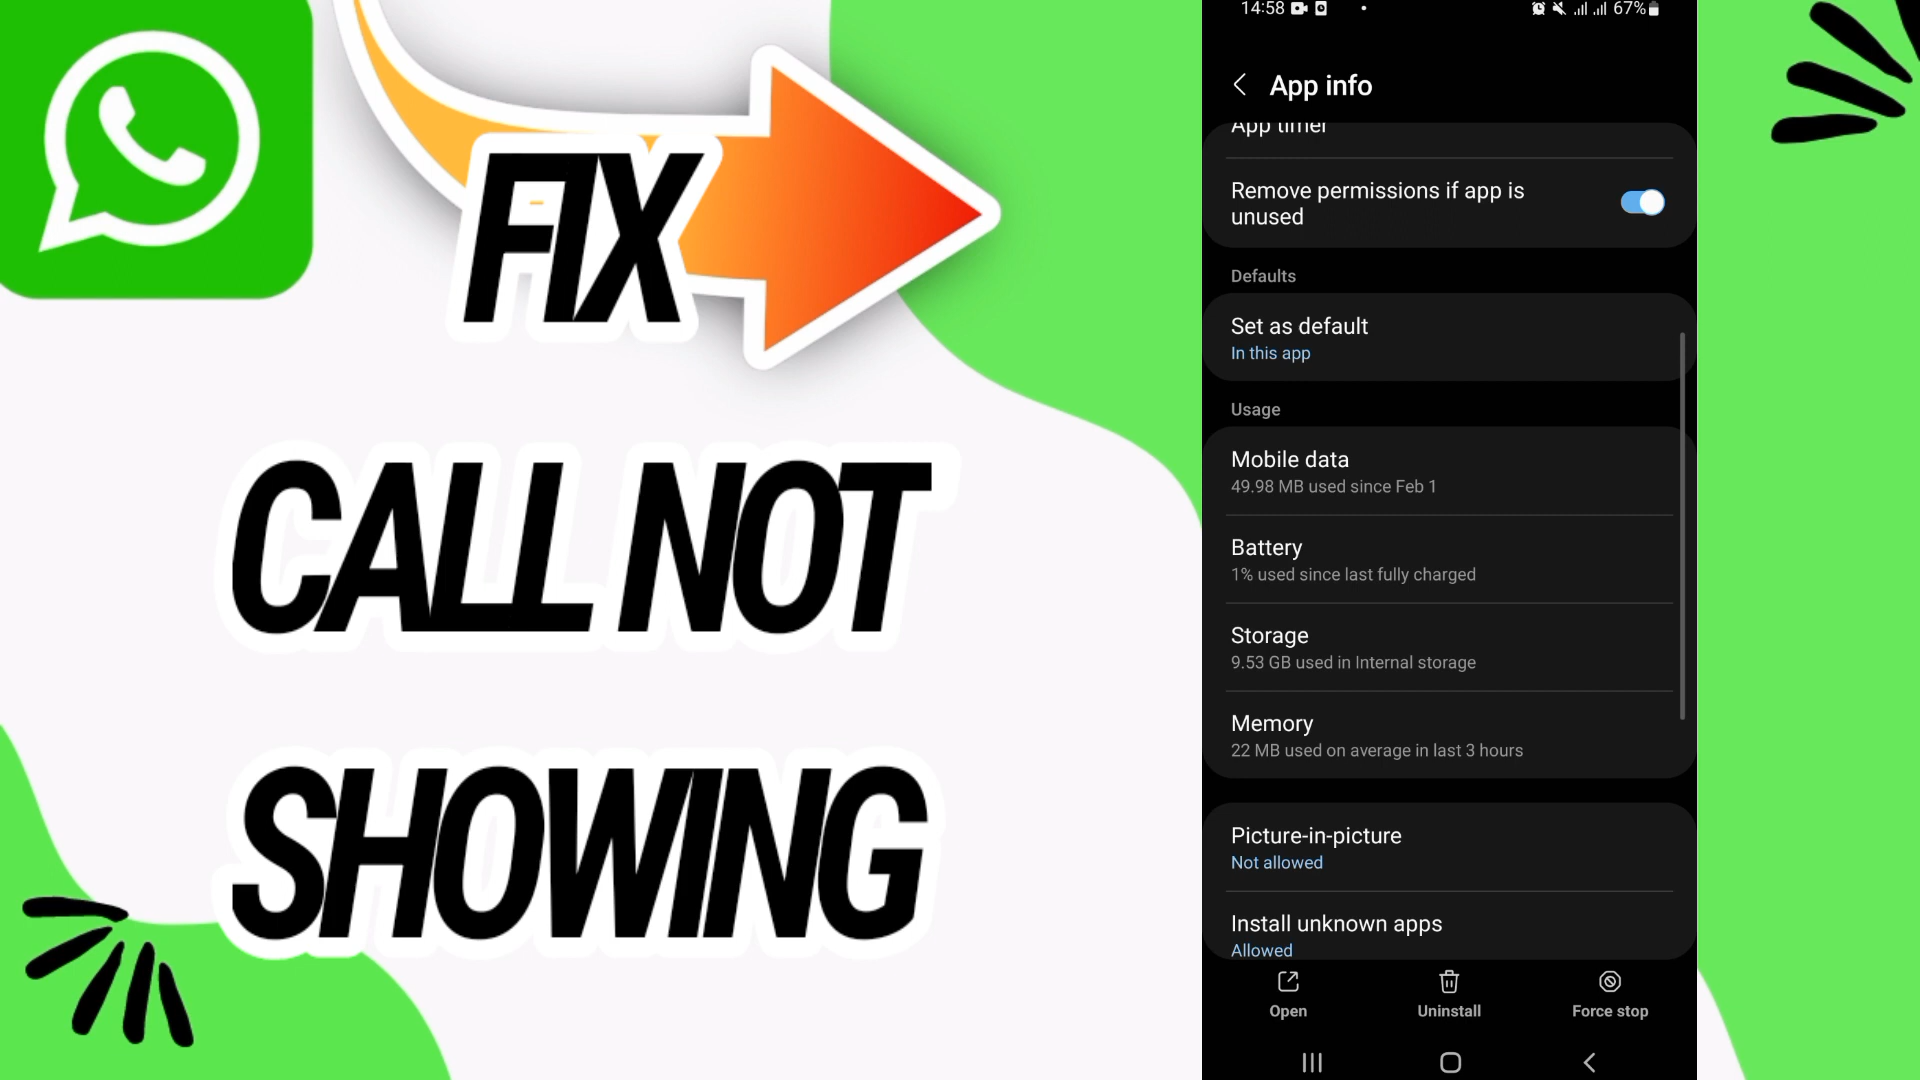 FIX
CALL NOT
SHOWING
14:58
67%
App info
App timer
Remove permissions if app is
unused
Defaults
Set as default
In this app
Usage
Mobile data
49.98 MB used since Feb 1
Battery
1% used since last fully charged
Storage
9.53 GB used in Internal storage
Memory
22 MB used on average in last 3 hours
Picture-in-picture
Not allowed
Install unknown apps
Allowed
Open
Uninstall
Force stop